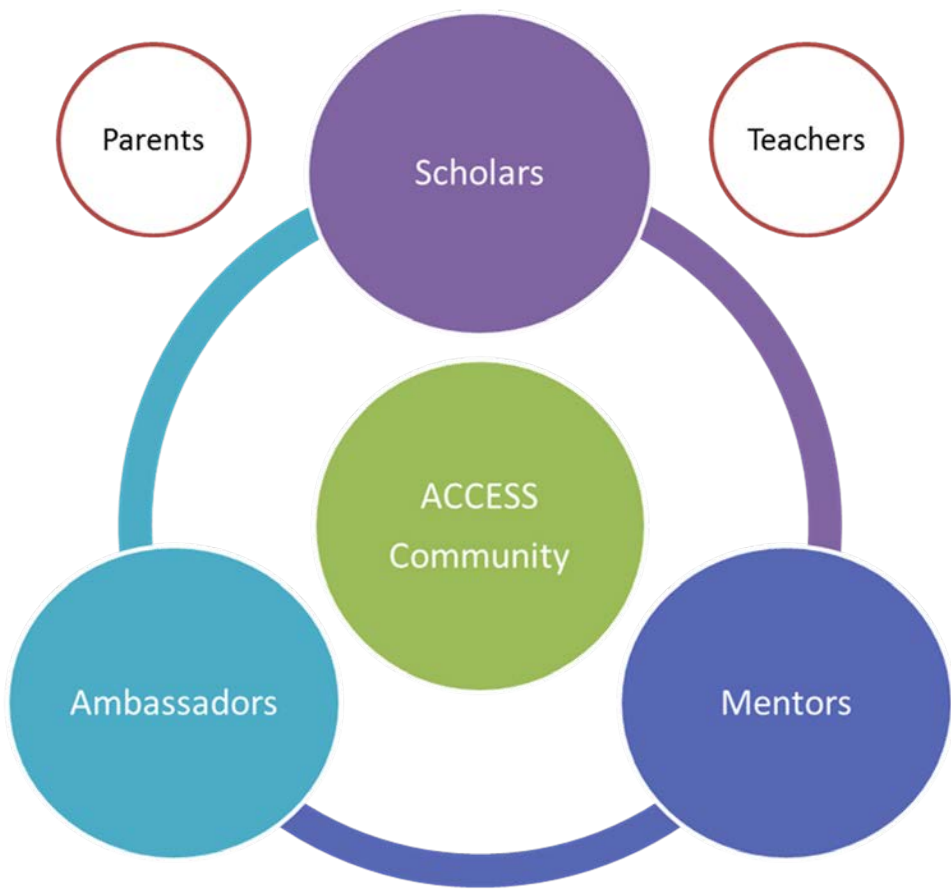 Parents
Scholars
Teachers
ACCESS
Community
Ambassadors
Mentors